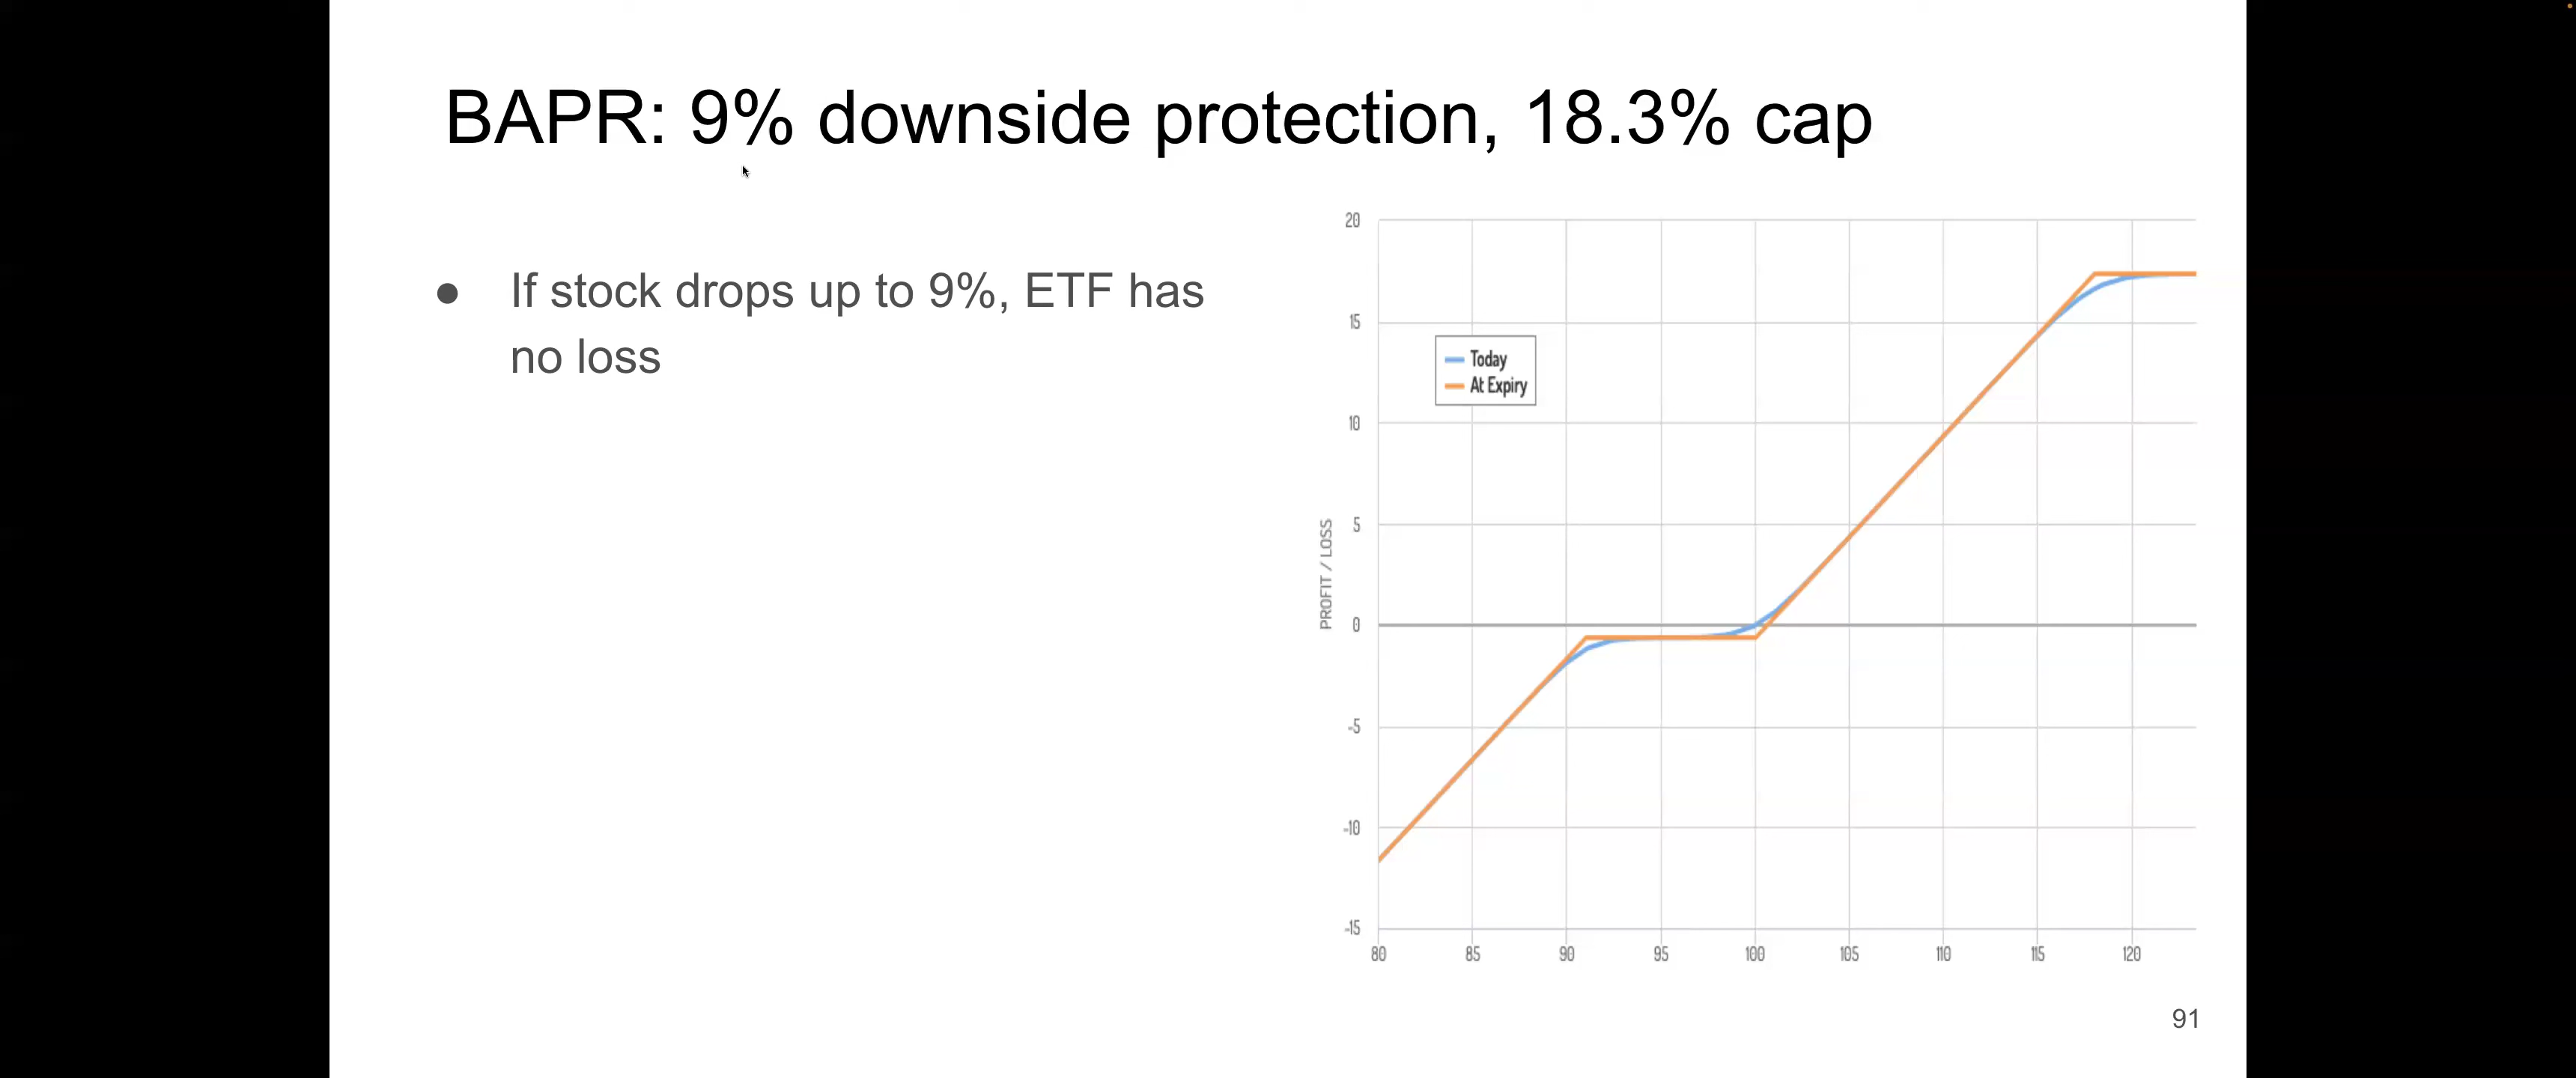 BAPR: 9% downside protection, 18.3% cap
● If stock drops up to 9%, ETF has
no loss
20
15
10
5
0
-5
-10
-15
PROFIT / LOSS
Today
At Expiry
80 85 90 95 100 105 110 115 120
91